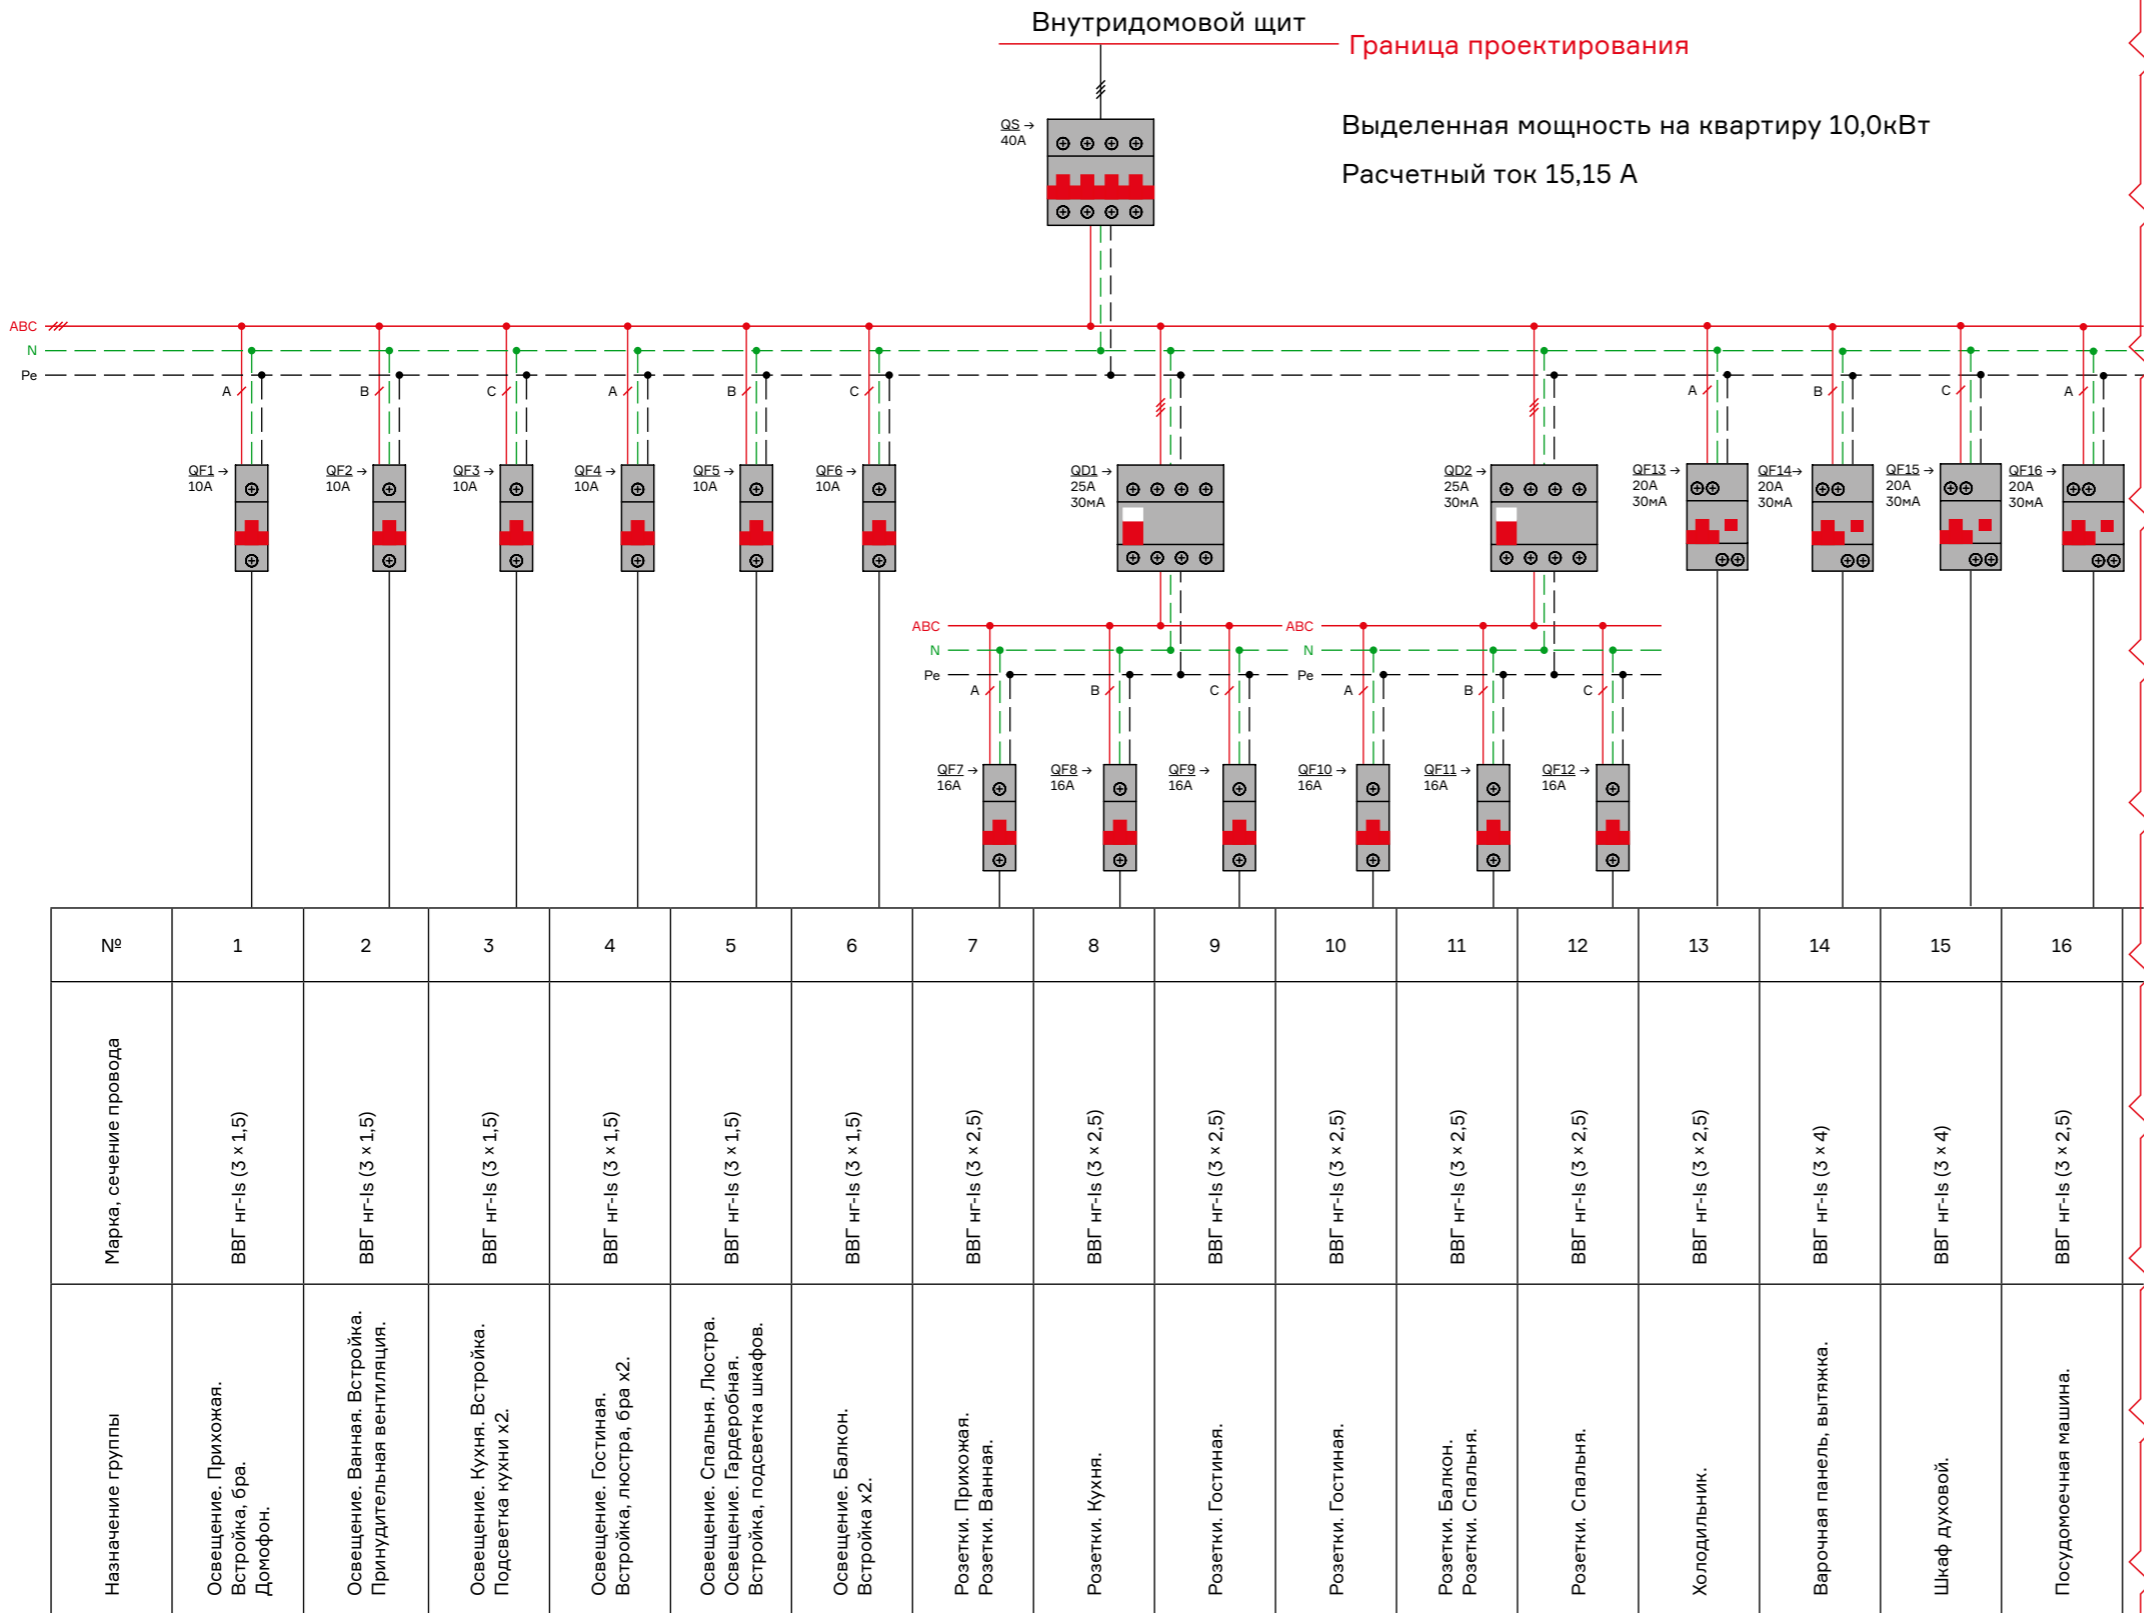 Внутридомовой щит
Граница проектирования
Выделенная мощность на квартиру 10,0кВт
Расчетный ток 15,15 А
QS →
40А
ABC
N
Pe
A
B
C
A
B
C
A
B
C
A
QF1 →
10А
QF2 →
10А
QF3 →
10А
QF4 →
10А
QF5 →
10А
QF6 →
10А
QD1 →
25А
30мА
QD2 →
25А
30мА
QF13 →
20А
30мА
QF14→
20А
30мА
QF15 →
20А
30мА
QF16 →
20А
30мА
ABC
N
Pe
A
B
C
ABC
N
Pe
A
B
C
QF7 →
16А
QF8 →
16А
QF9 →
16А
QF10 →
16А
QF11 →
16А
QF12 →
16А
№ 1 2 3 4 5 6 7 8 9 10 11 12 13 14 15 16
Марка, сечение провода
ВВГ нг-ls (3 × 1,5)
ВВГ нг-ls (3 × 1,5)
ВВГ нг-ls (3 × 1,5)
ВВГ нг-ls (3 × 1,5)
ВВГ нг-ls (3 × 1,5)
ВВГ нг-ls (3 × 1,5)
ВВГ нг-ls (3 × 2,5)
ВВГ нг-ls (3 × 2,5)
ВВГ нг-ls (3 × 2,5)
ВВГ нг-ls (3 × 2,5)
ВВГ нг-ls (3 × 2,5)
ВВГ нг-ls (3 × 2,5)
ВВГ нг-ls (3 × 2,5)
ВВГ нг-ls (3 × 4)
ВВГ нг-ls (3 × 4)
ВВГ нг-ls (3 × 2,5)
Назначение группы
Освещение. Прихожая.
Встройка, бра.
Домофон.
Освещение. Ванная. Встройка.
Принудительная вентиляция.
Освещение. Кухня. Встройка.
Подсветка кухни х2.
Освещение. Гостиная.
Встройка, люстра, бра х2.
Освещение. Спальня. Люстра.
Освещение. Гардеробная.
Встройка, подсветка шкафов.
Освещение. Балкон.
Встройка х2.
Розетки. Прихожая.
Розетки. Ванная.
Розетки. Кухня.
Розетки. Гостиная.
Розетки. Гостиная.
Розетки. Балкон.
Розетки. Спальня.
Розетки. Спальня.
Холодильник.
Варочная панель, вытяжка.
Шкаф духовой.
Посудомоечная машина.